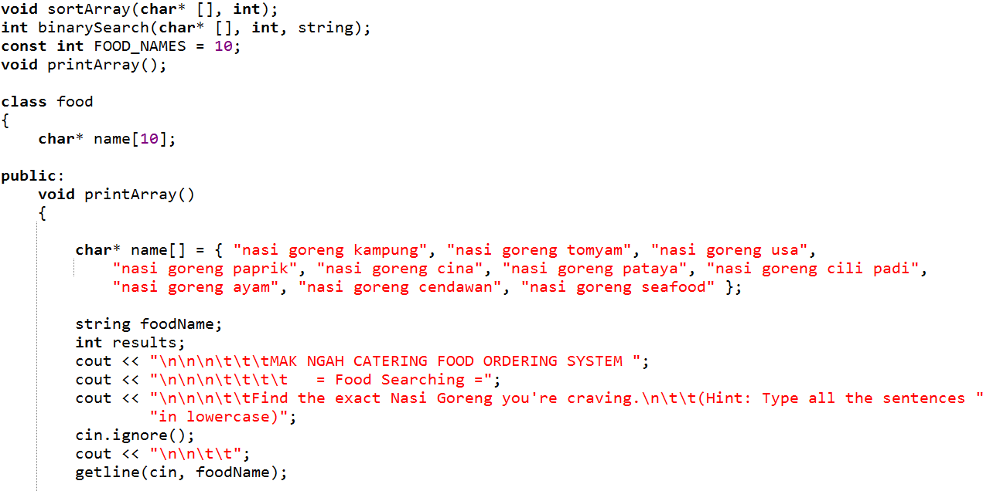 void sortArray(char* [], int);
int binarySearch(char* [], int, string);
const int FOOD_NAMES = 10;
void printArray();

class food
{
    char* name[10];

public:
    void printArray()
    {

        char* name[] = { "nasi goreng kampung", "nasi goreng tomyam", "nasi goreng usa",
            "nasi goreng paprik", "nasi goreng cina", "nasi goreng pataya", "nasi goreng cili padi",
            "nasi goreng ayam", "nasi goreng cendawan", "nasi goreng seafood" };

        string foodName;
        int results;
        cout << "\n\n\n\t\t\tMAK NGAH CATERING FOOD ORDERING SYSTEM ";
        cout << "\n\n\n\t\t\t\t   = Food Searching =";
        cout << "\n\n\n\t\tFind the exact Nasi Goreng you're craving.\n\t\t(Hint: Type all the sentences "
                "in lowercase)";
        cin.ignore();
        cout << "\n\n\t\t";
        getline(cin, foodName);